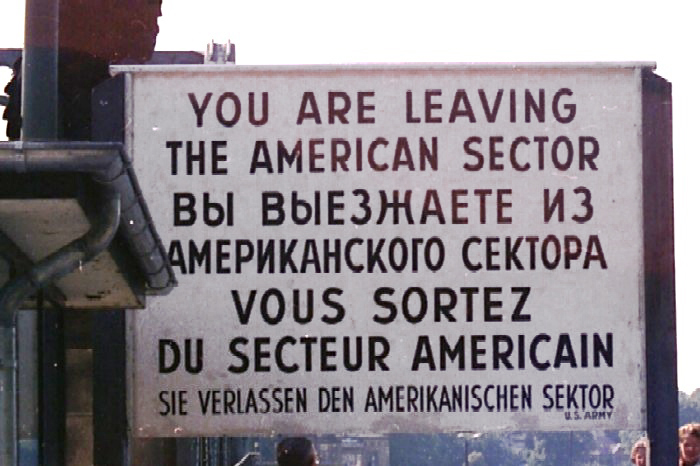 YOU ARE LEAVING
THE AMERICAN SECTOR
ВЫ ВЫЕЗЖАЕТЕ ИЗ
АМЕРИКАНСКОГО СЕКТОРА
VOUS SORTEZ
DU SECTEUR AMERICAIN
SIE VERLASSEN DEN AMERIKANISCHEN SEKTOR
U.S. ARMY